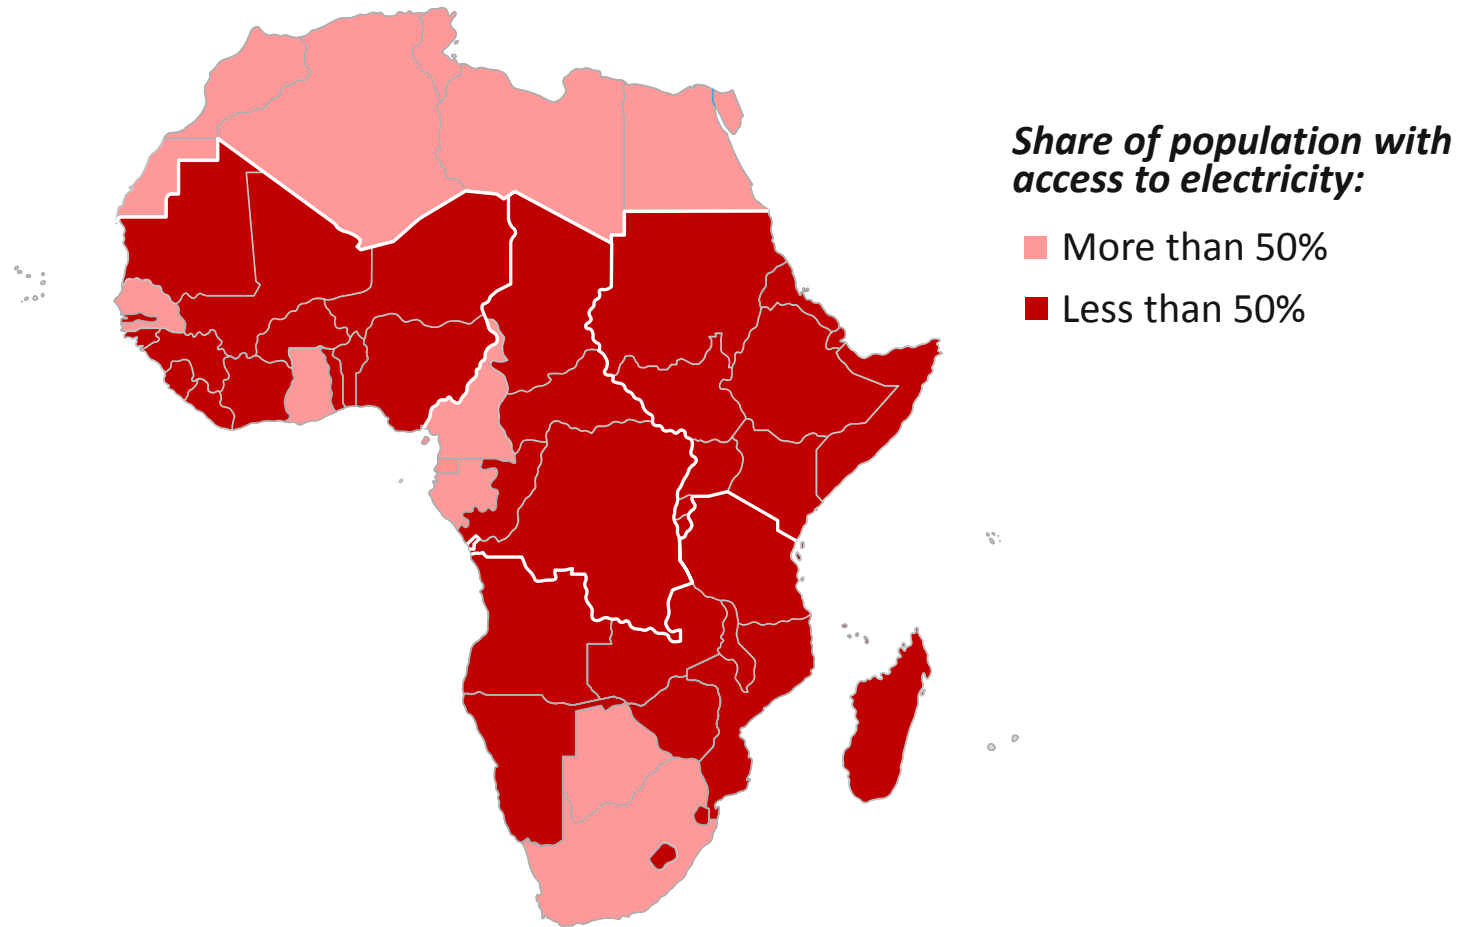 Share of population with
access to electricity:
More than 50%
Less than 50%